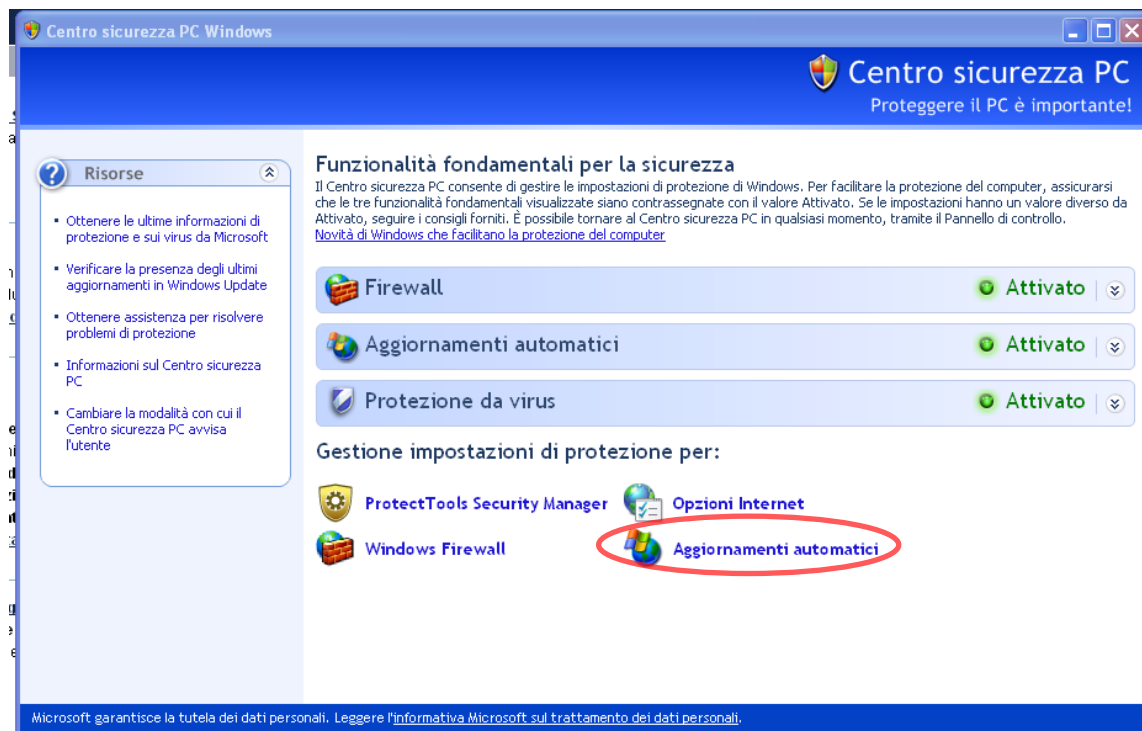 Centro sicurezza PC Windows
Centro sicurezza PC
Proteggere il PC è importante!
Risorse
Ottenere le ultime informazioni di
protezione e sui virus da Microsoft
Verificare la presenza degli ultimi
aggiornamenti in Windows Update
Ottenere assistenza per risolvere
problemi di protezione
Informazioni sul Centro sicurezza
PC
Cambiare la modalità con cui il
Centro sicurezza PC avvisa
l'utente
Funzionalità fondamentali per la sicurezza
Il Centro sicurezza PC consente di gestire le impostazioni di protezione di Windows. Per facilitare la protezione del computer, assicurarsi
che le tre funzionalità fondamentali visualizzate siano contrassegnate con il valore Attivato. Se le impostazioni hanno un valore diverso da
Attivato, seguire i consigli forniti. È possibile tornare al Centro sicurezza PC in qualsiasi momento, tramite il Pannello di controllo.
Novità di Windows che facilitano la protezione del computer
Firewall Attivato
Aggiornamenti automatici Attivato
Protezione da virus Attivato
Gestione impostazioni di protezione per:
ProtectTools Security Manager Opzioni Internet
Windows Firewall Aggiornamenti automatici
Microsoft garantisce la tutela dei dati personali. Leggere l'informativa Microsoft sul trattamento dei dati personali.